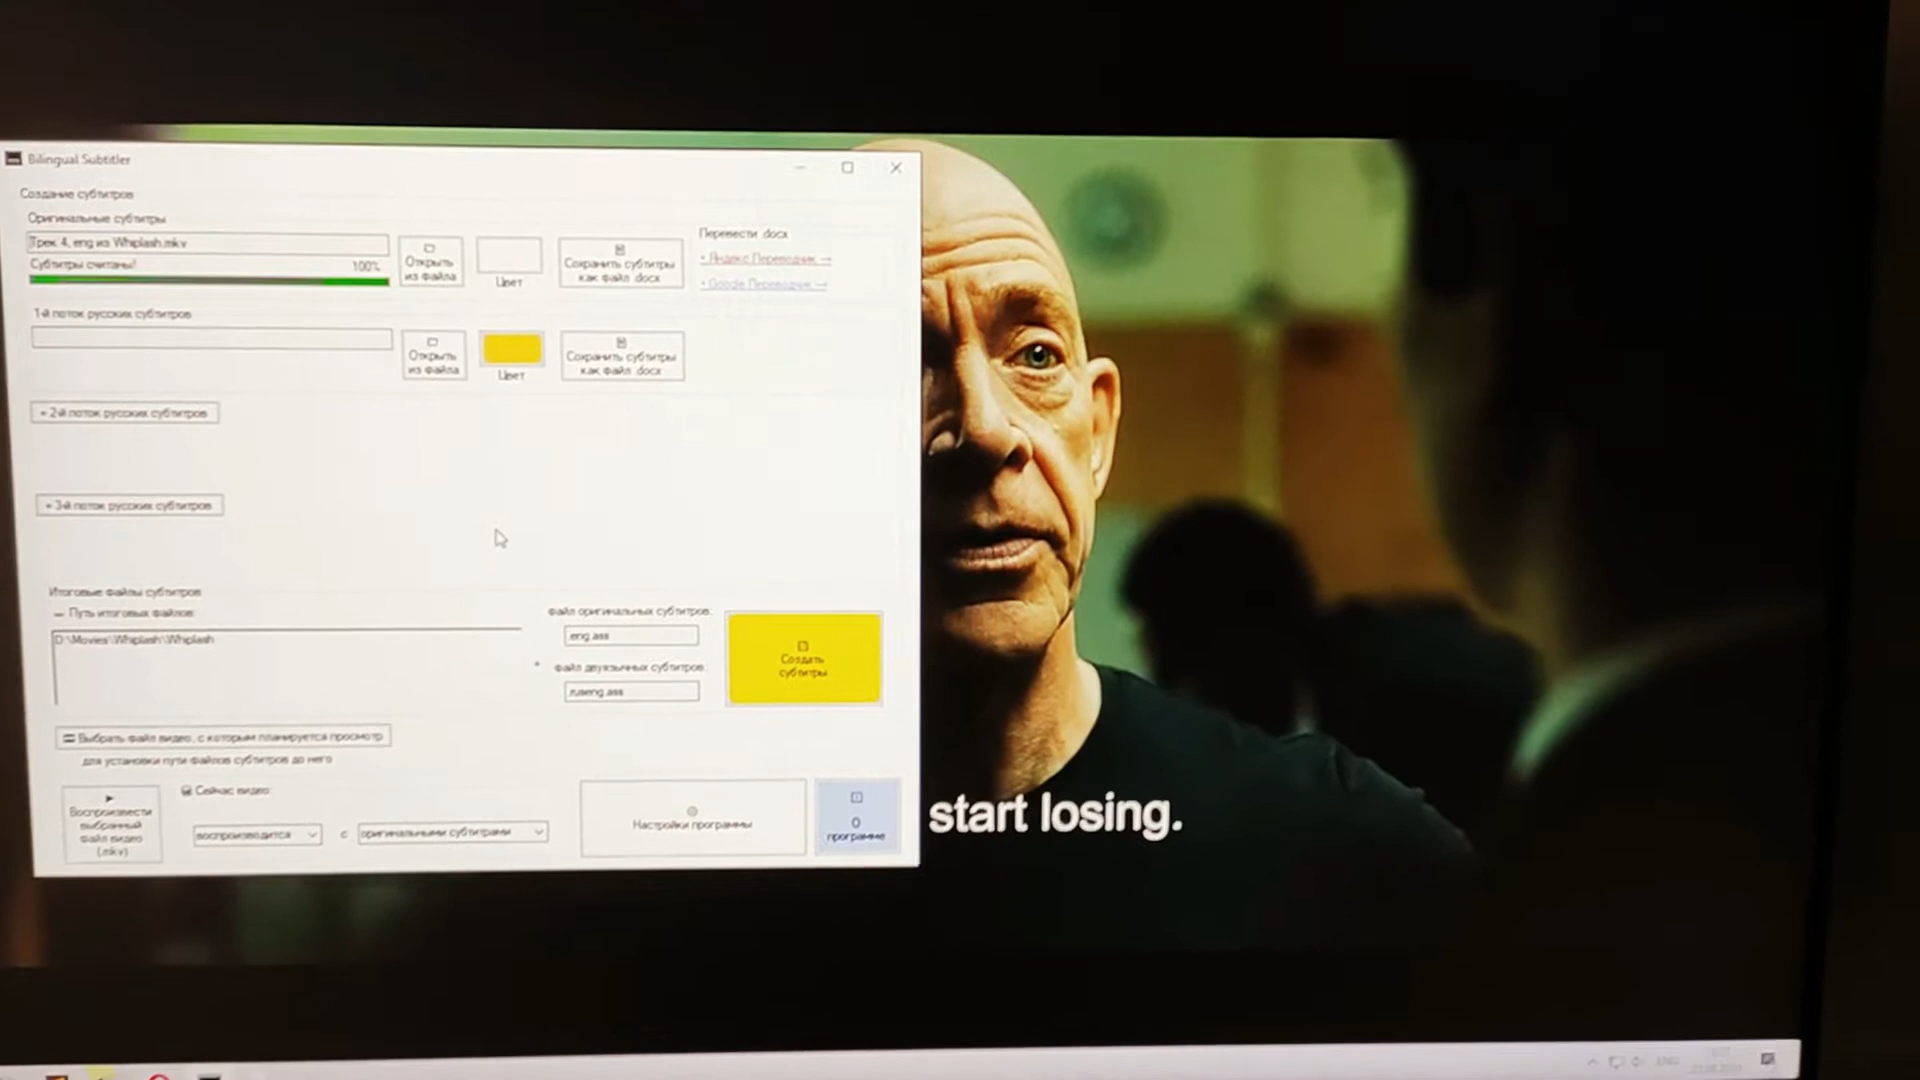 Bilingual Subtitler
Создание субтитров
Оригинальные субтитры
Трек 4, eng из Whiplash.mkv
Субтитры считаны!
100%
Открыть
из файла
Цвет
Сохранить субтитры
как файл .docx
Перевести .docx
• Яндекс Переводчик →
• Google Переводчик →
1-й поток русских субтитров
Открыть
из файла
Цвет
Сохранить субтитры
как файл .docx
+ 2-й поток русских субтитров
+ 3-й поток русских субтитров
Итоговые файлы субтитров
Путь итоговых файлов:
D:\Movies\Whiplash\Whiplash
Файл оригинальных субтитров:
.eng.ass
Файл двуязычных субтитров:
.ruseng.ass
Создать
субтитры
Выбрать файл видео, с которым планируется просмотр
для установки пути файлов субтитров до него
Воспроизвести
выбранный
файл видео
(.mkv)
Сейчас видео:
воспроизводится
с
оригинальными субтитрами
Настройки программы
О
программе
start losing.
ENG